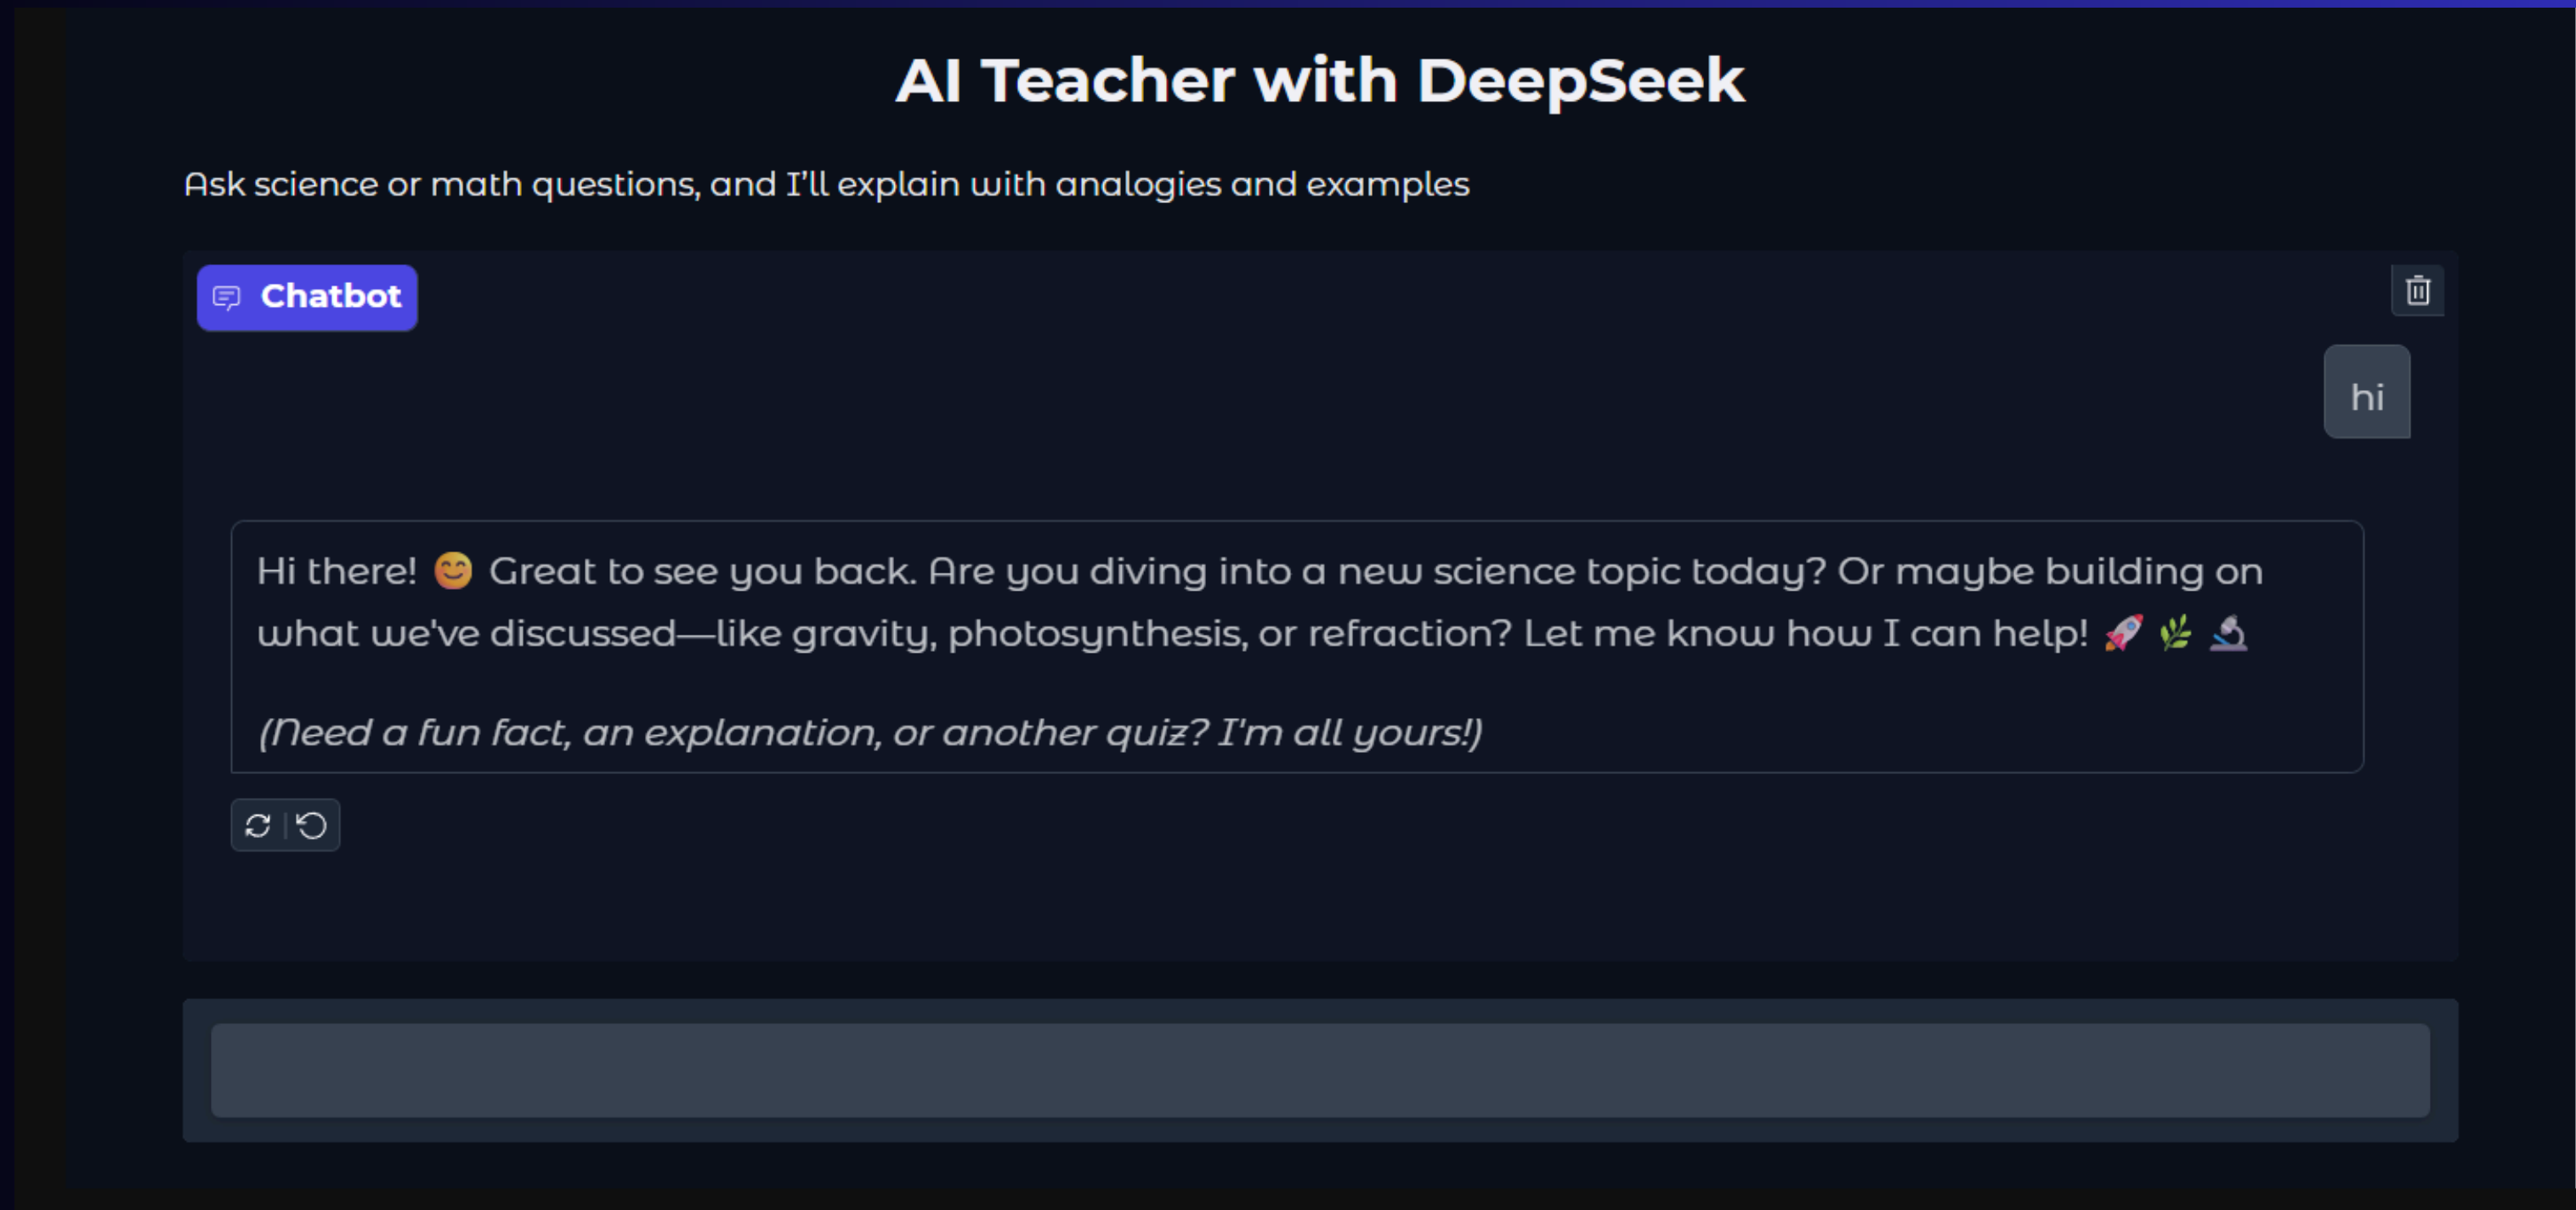 AI Teacher with DeepSeek
Ask science or math questions, and I’ll explain with analogies and examples
Chatbot
hi
Hi there! 😊 Great to see you back. Are you diving into a new science topic today? Or maybe building on
what we've discussed—like gravity, photosynthesis, or refraction? Let me know how I can help! 🚀 🌿 🔬
(Need a fun fact, an explanation, or another quiz? I'm all yours!)